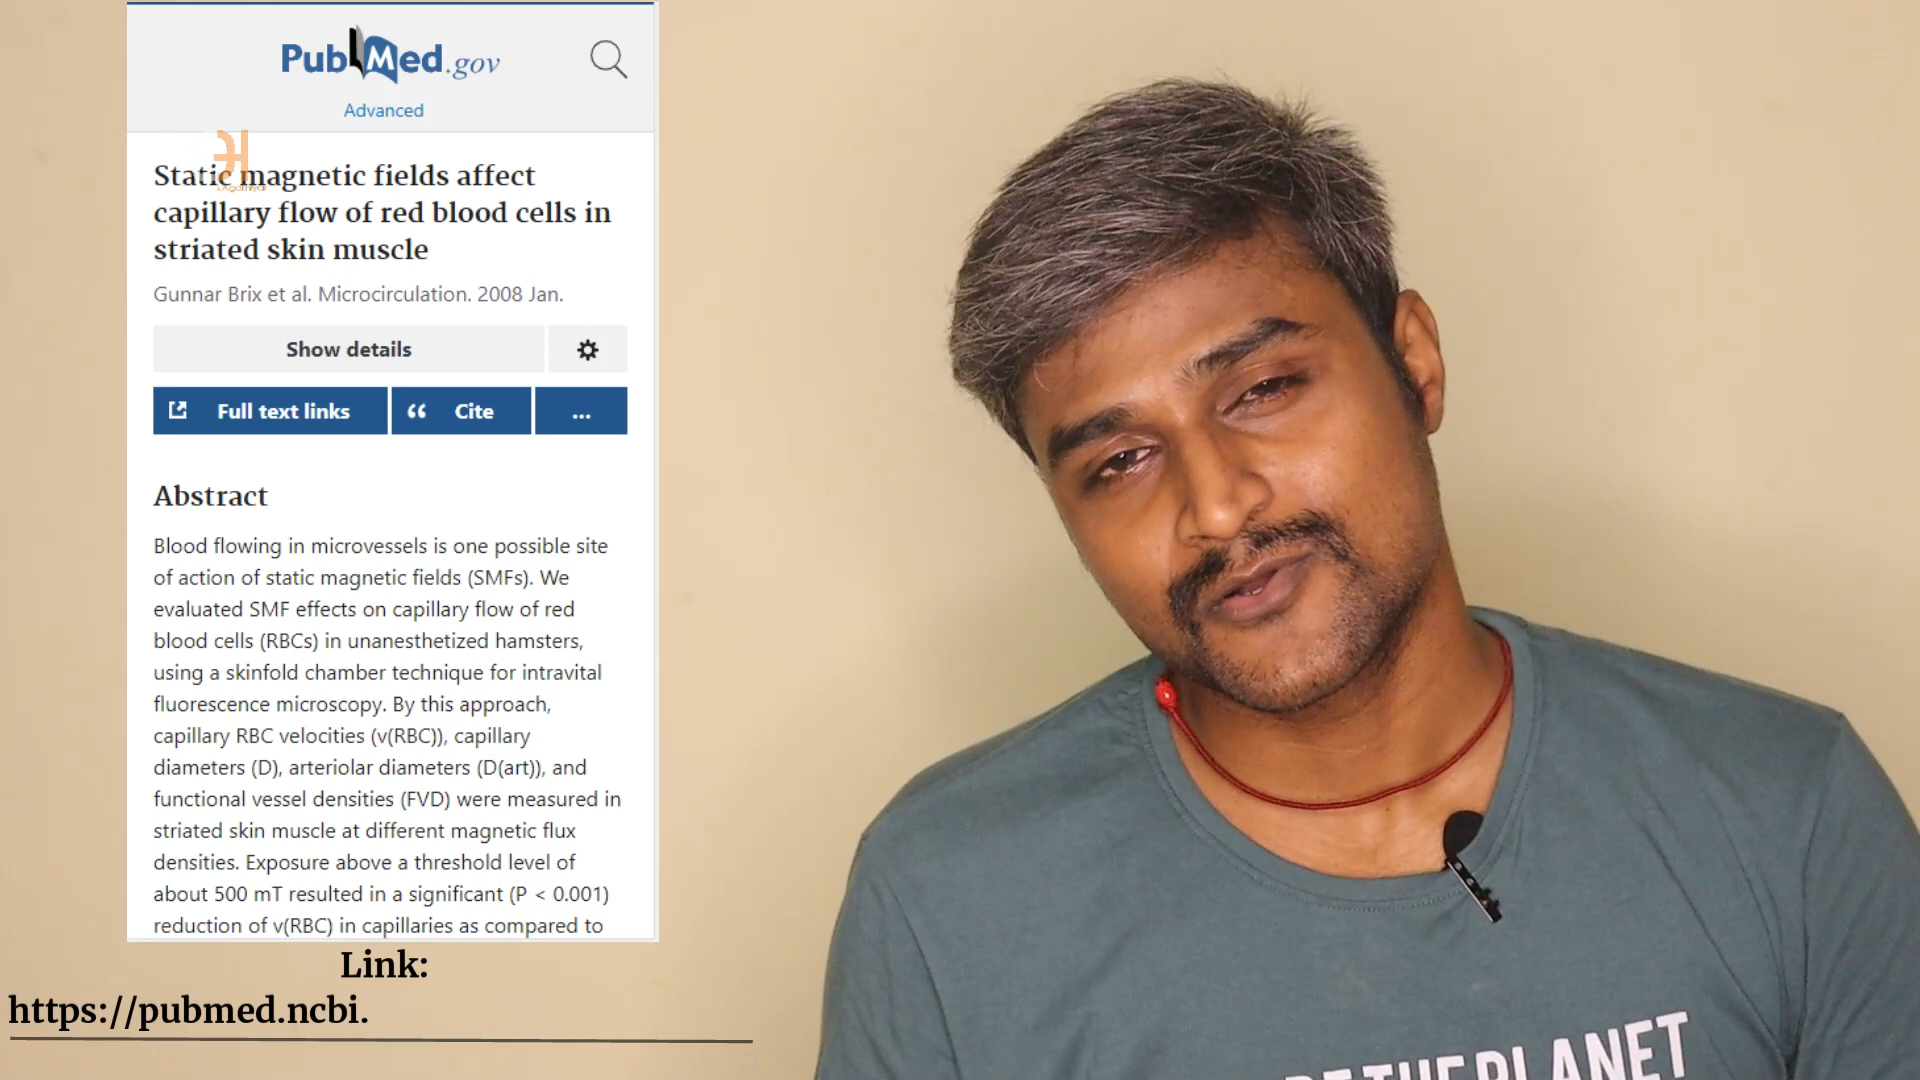 PubMed.gov
Advanced
Static magnetic fields affect
capillary flow of red blood cells in
striated skin muscle
Gunnar Brix et al. Microcirculation. 2008 Jan.
Show details
Full text links
Cite
...
Abstract
Blood flowing in microvessels is one possible site
of action of static magnetic fields (SMFs). We
evaluated SMF effects on capillary flow of red
blood cells (RBCs) in unanesthetized hamsters,
using a skinfold chamber technique for intravital
fluorescence microscopy. By this approach,
capillary RBC velocities (v(RBC)), capillary
diameters (D), arteriolar diameters (D(art)), and
functional vessel densities (FVD) were measured in
striated skin muscle at different magnetic flux
densities. Exposure above a threshold level of
about 500 mT resulted in a significant (P < 0.001)
reduction of v(RBC) in capillaries as compared to
Link:
https://pubmed.ncbi.
THE PLANET